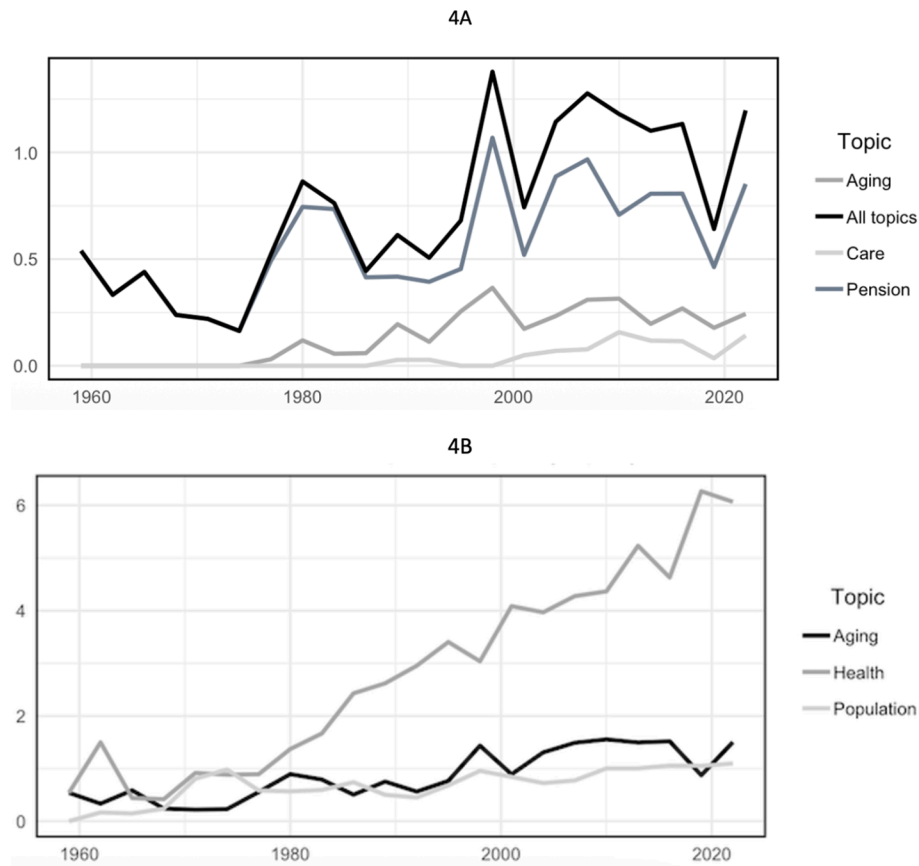 4A
1.0
0.5
0.0
1960 1980 2000 2020
Topic
Aging
All topics
Care
Pension
4B
6
4
2
0
1960 1980 2000 2020
Topic
Aging
Health
Population